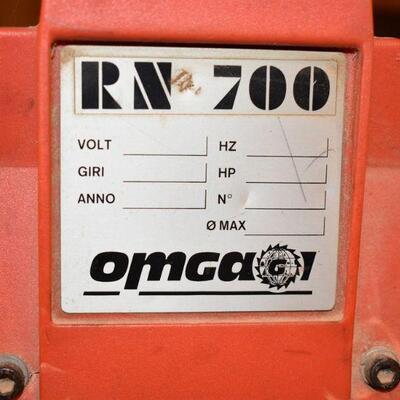 RN 700
VOLT HZ
GIRI HP
ANNO N°
Ø MAX
omga G